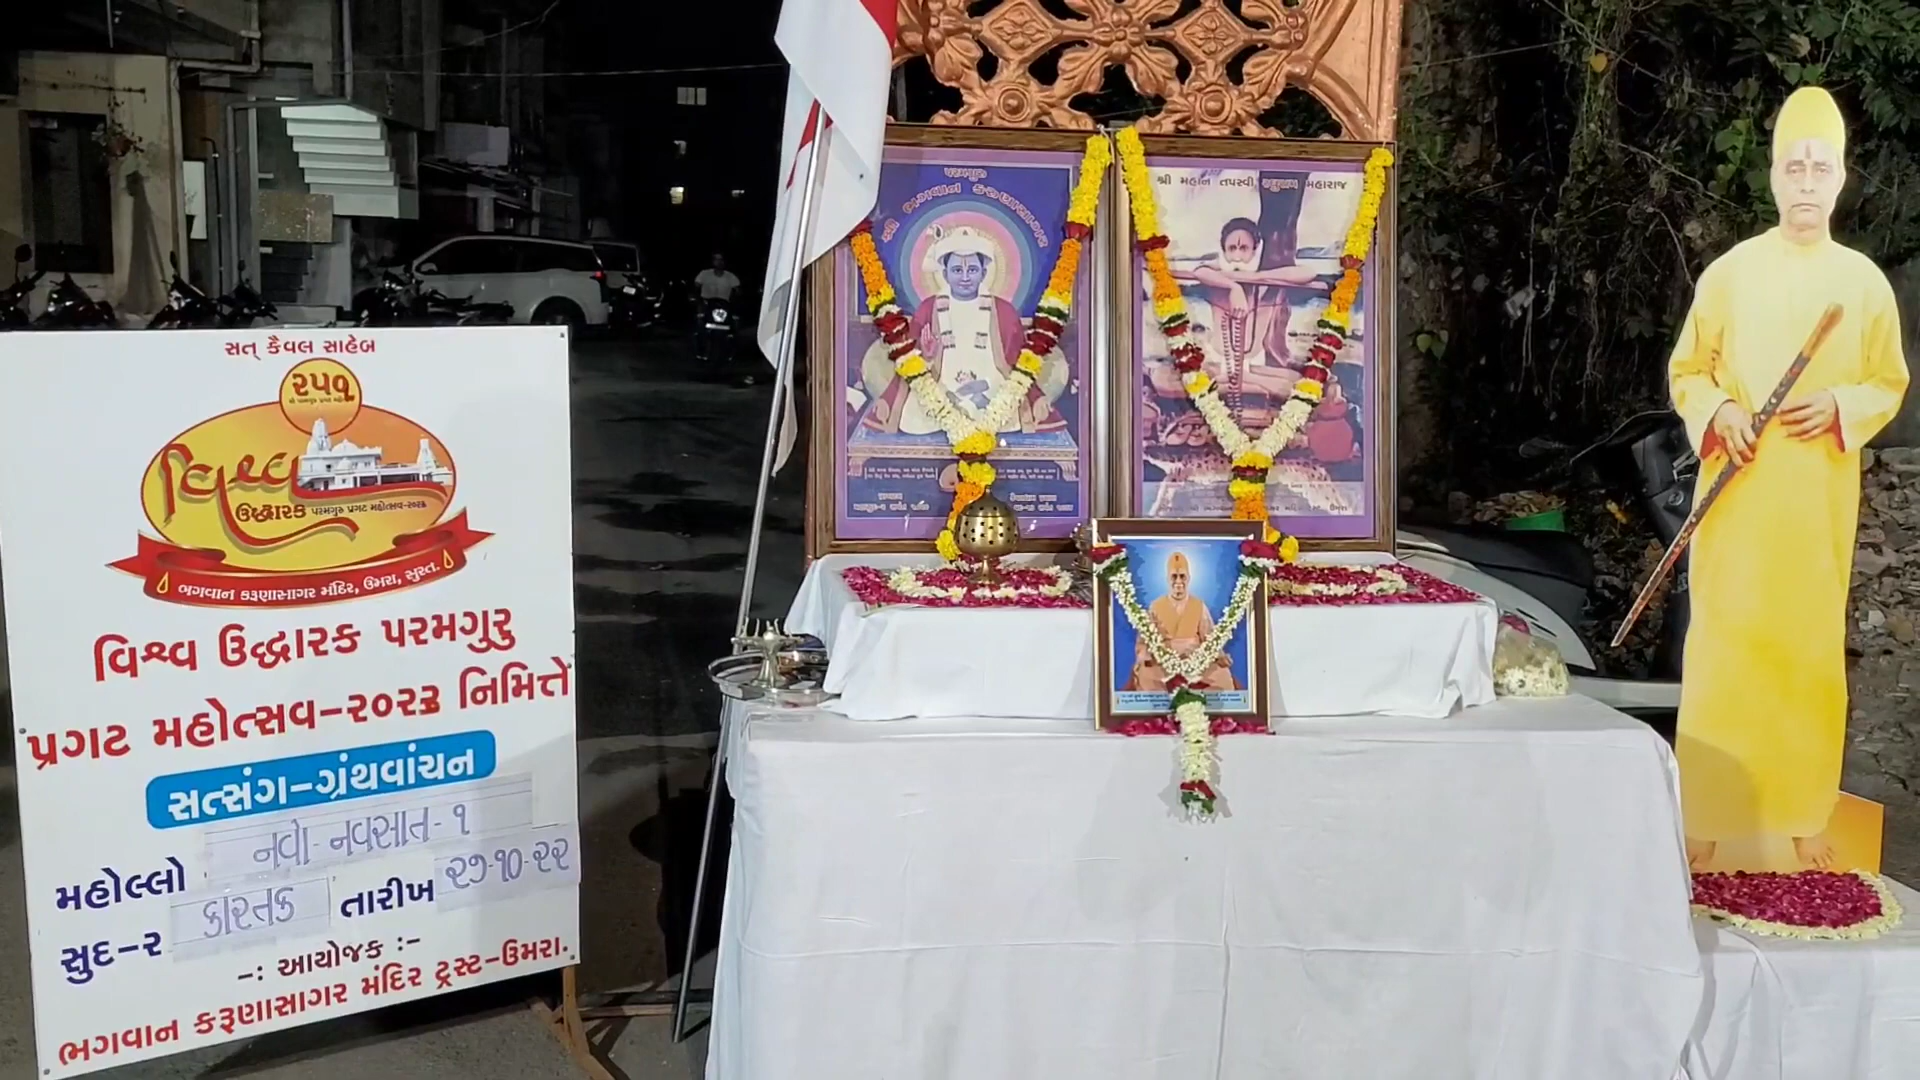 સત્ કૈવલ સાહેબ
૨૫૧
વિશ્વ
ઉદ્ધારક પરમગુરુ પ્રગટ મહોત્સવ-૨૦૨૩
ભગવાન કરૂણાસાગર મંદિર, ઉમરા, સુરત.
વિશ્વ ઉદ્ધારક પરમગુરુ
પ્રગટ મહોત્સવ-૨૦૨૩ નિમિત્તે
સત્સંગ-ગ્રંથવાંચન
મહોલ્લો નવો નવસાત-૧
સુદ-૨ કારતક તારીખ ૨૭-૧૦-૨૨
-: આયોજક :-
ભગવાન કરૂણાસાગર મંદિર ટ્રસ્ટ-ઉમરા.
પરમગુરુ
શ્રી ભગવાન કરુણાસાગર
શ્રી મહાન તપસ્વી મહારાજ